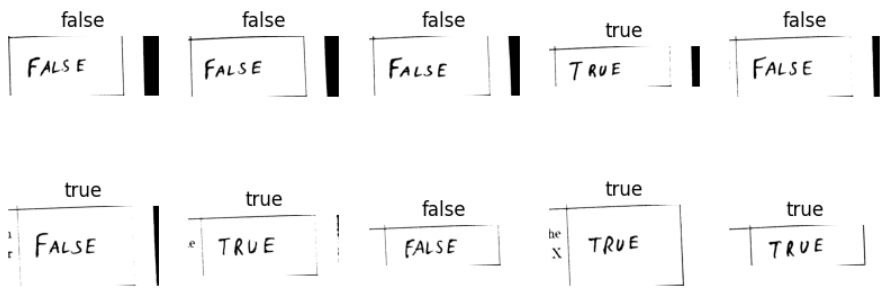 false false false true false
FALSE FALSE FALSE TRUE FALSE
true true false true true
FALSE TRUE FALSE TRUE TRUE
e he
r X